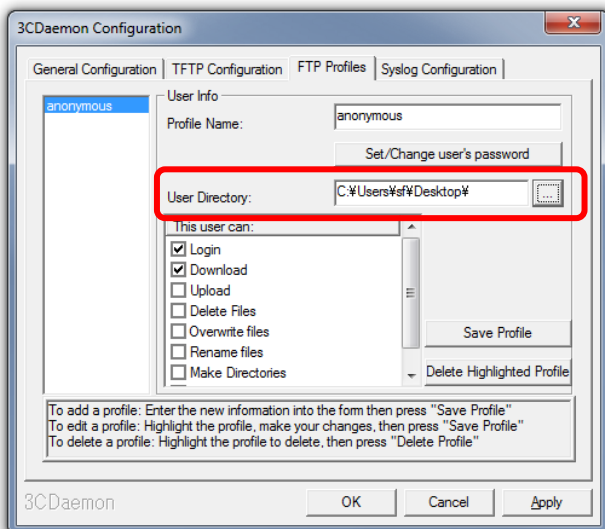 3CDaemon Configuration
General Configuration
TFTP Configuration
FTP Profiles
Syslog Configuration
anonymous
User Info
Profile Name:
anonymous
Set/Change user's password
User Directory:
C:¥Users¥sf¥Desktop¥
...
This user can:
Login
Download
Upload
Delete Files
Overwrite files
Rename files
Make Directories
Save Profile
Delete Highlighted Profile
To add a profile: Enter the new information into the form then press "Save Profile"
To edit a profile: Highlight the profile, make your changes, then press "Save Profile"
To delete a profile: Highlight the profile to delete, then press "Delete Profile"
3CDaemon
OK
Cancel
Apply